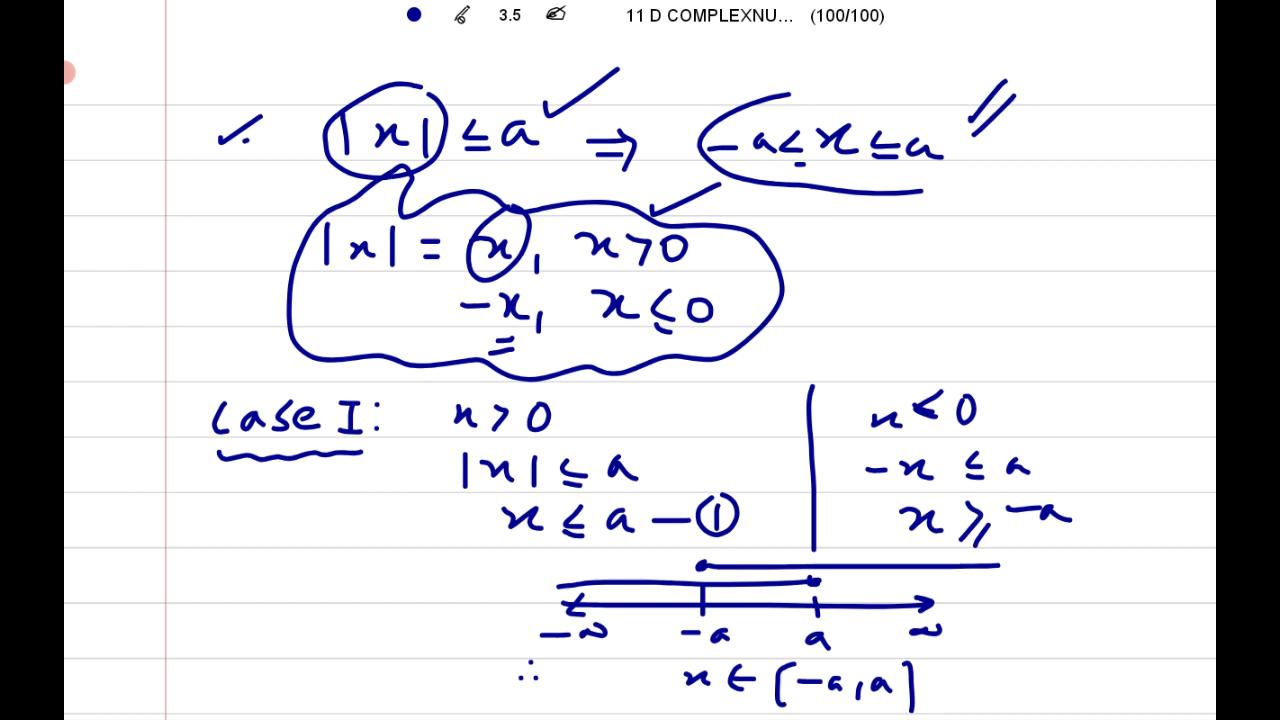 3.5 11 D COMPLEXNU... (100/100)
|x| ≤ a ⇒ -a ≤ x ≤ a
|x| = x, x > 0
-x, x ≤ 0
Case I: x > 0
|x| ≤ a
x ≤ a — ①
x < 0
-x ≤ a
x ≥ -a
-∞ -a a ∞
∴ x ∈ [-a, a]